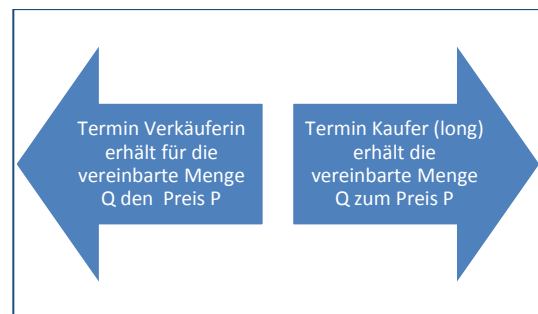 Termin Verkäuferin
erhält für die
vereinbarte Menge
Q den  Preis P
Termin Kaufer (long)
erhält die
vereinbarte Menge
Q zum Preis P